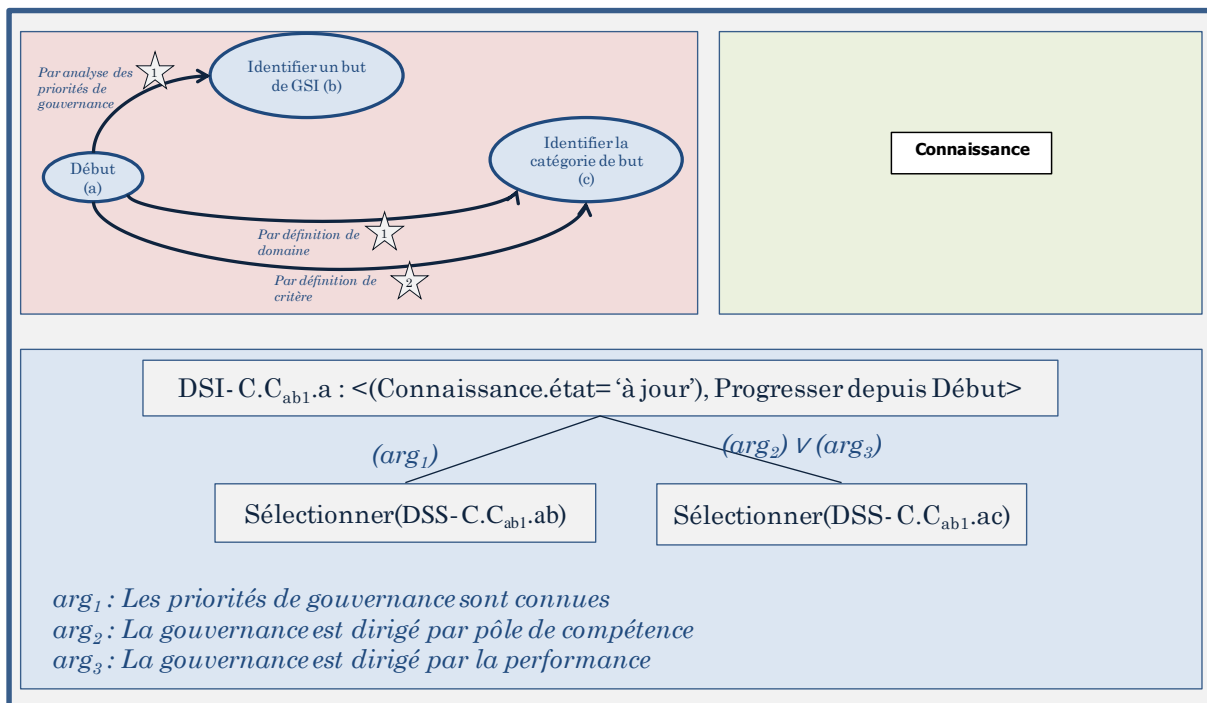 Par analyse des
priorités de
gouvernance
1
Identifier un but
de GSI (b)
Identifier la
catégorie de but
(c)
Début
(a)
Par définition de
domaine
1
Par définition de
critère
2
Connaissance
DSI- C.Cab1.a : <(Connaissance.état= ‘à jour’), Progresser depuis Début>
(arg1)
(arg2) ∨ (arg3)
Sélectionner(DSS- C.Cab1.ab)
Sélectionner(DSS- C.Cab1.ac)
arg1 : Les priorités de gouvernance sont connues
arg2 : La gouvernance est dirigé par pôle de compétence
arg3 : La gouvernance est dirigé par la performance